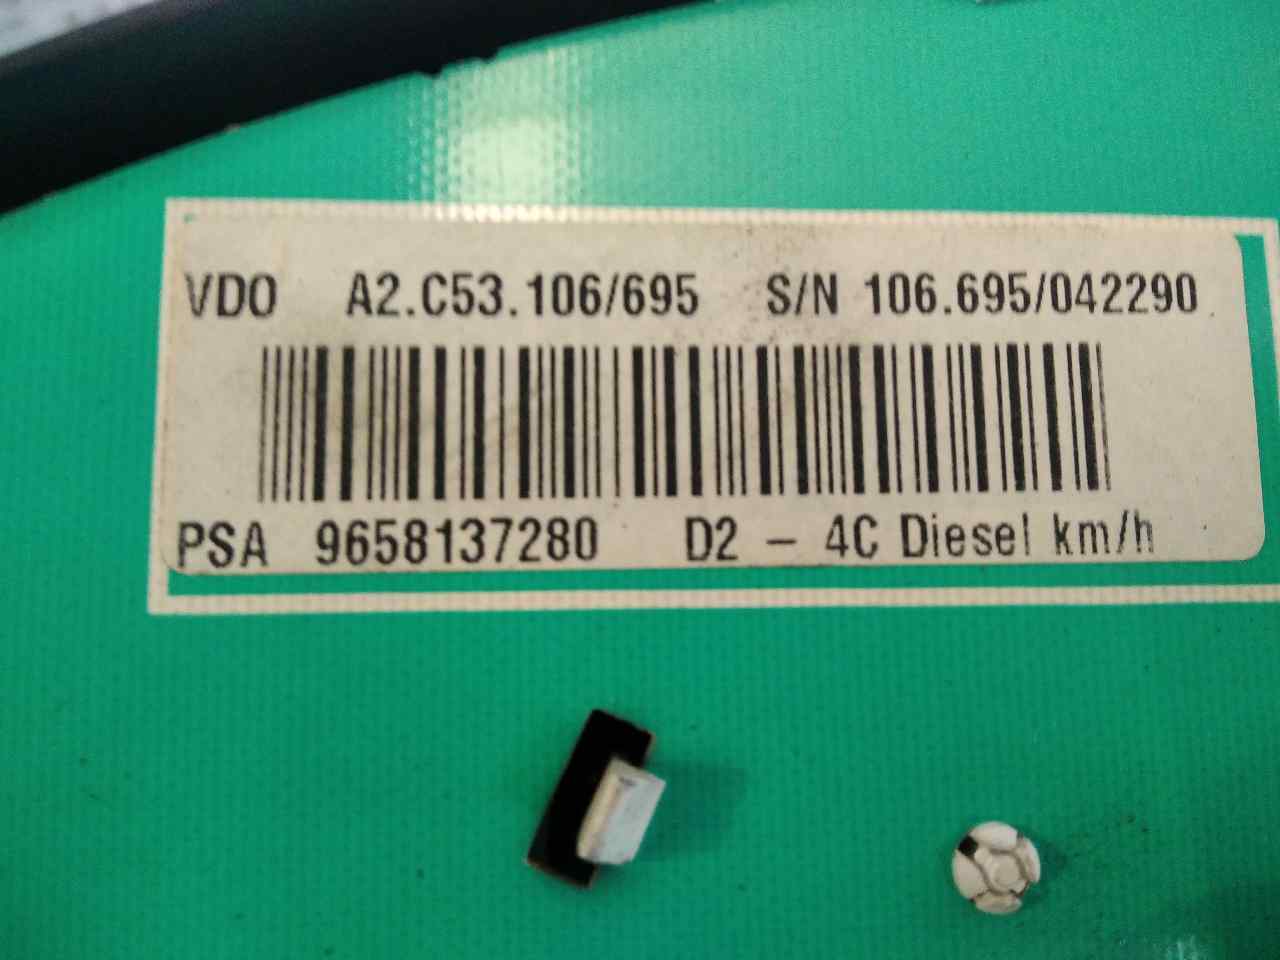 VDO A2.C53.106/695 S/N 106.695/042290
PSA 9658137280 D2 - 4C Diesel km/h